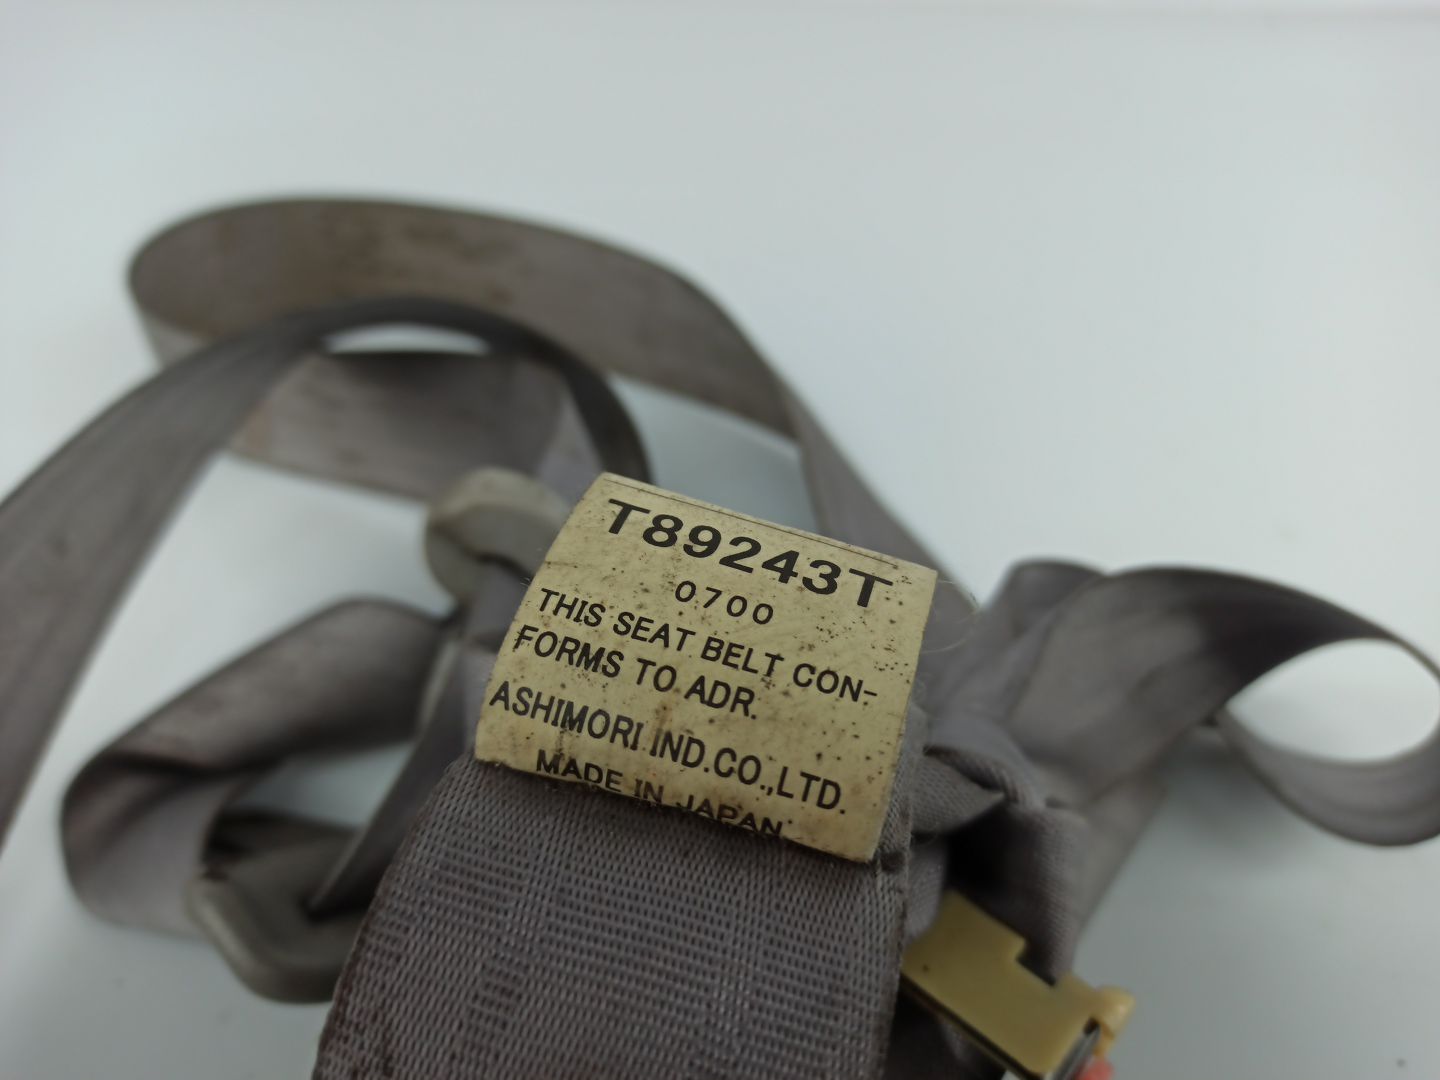 T89243T
0700
THIS SEAT BELT CON-
FORMS TO ADR.
ASHIMORI IND.CO.,LTD.
MADE IN JAPAN